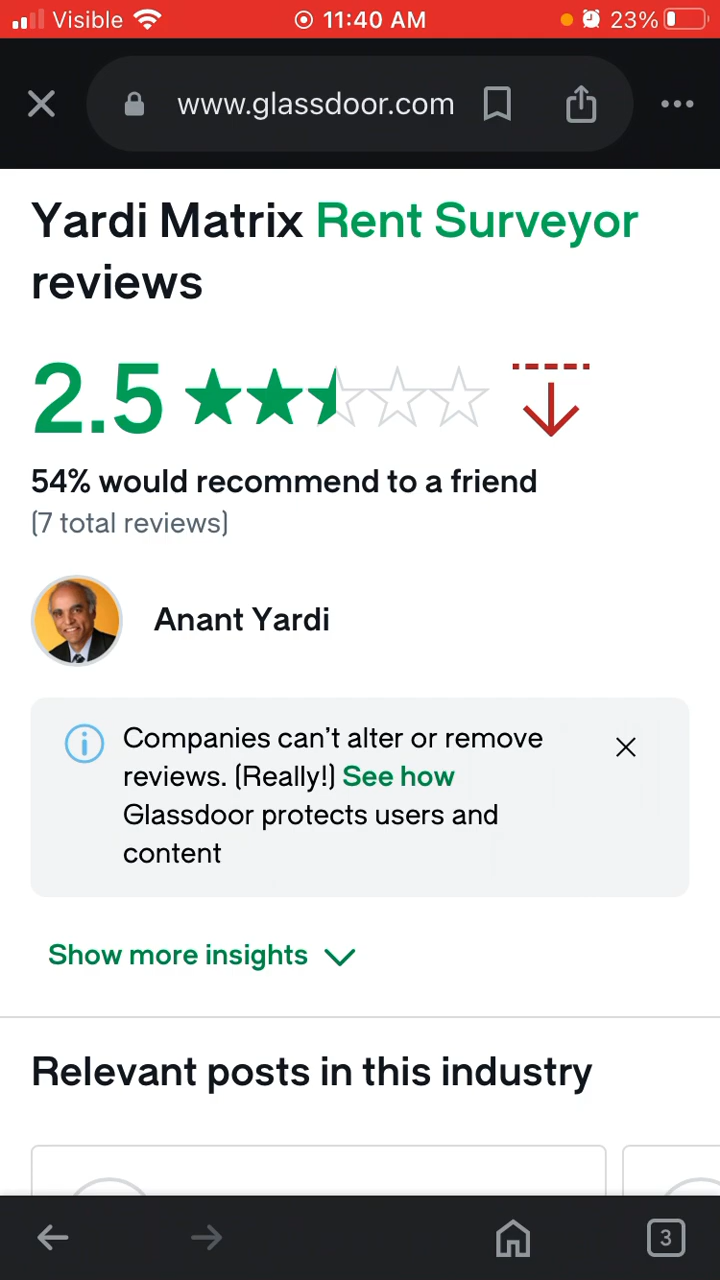 Visible 11:40 AM 23%
www.glassdoor.com
Yardi Matrix Rent Surveyor
reviews
2.5
54% would recommend to a friend
(7 total reviews)
Anant Yardi
Companies can’t alter or remove
reviews. (Really!) See how
Glassdoor protects users and
content
Show more insights
Relevant posts in this industry
3